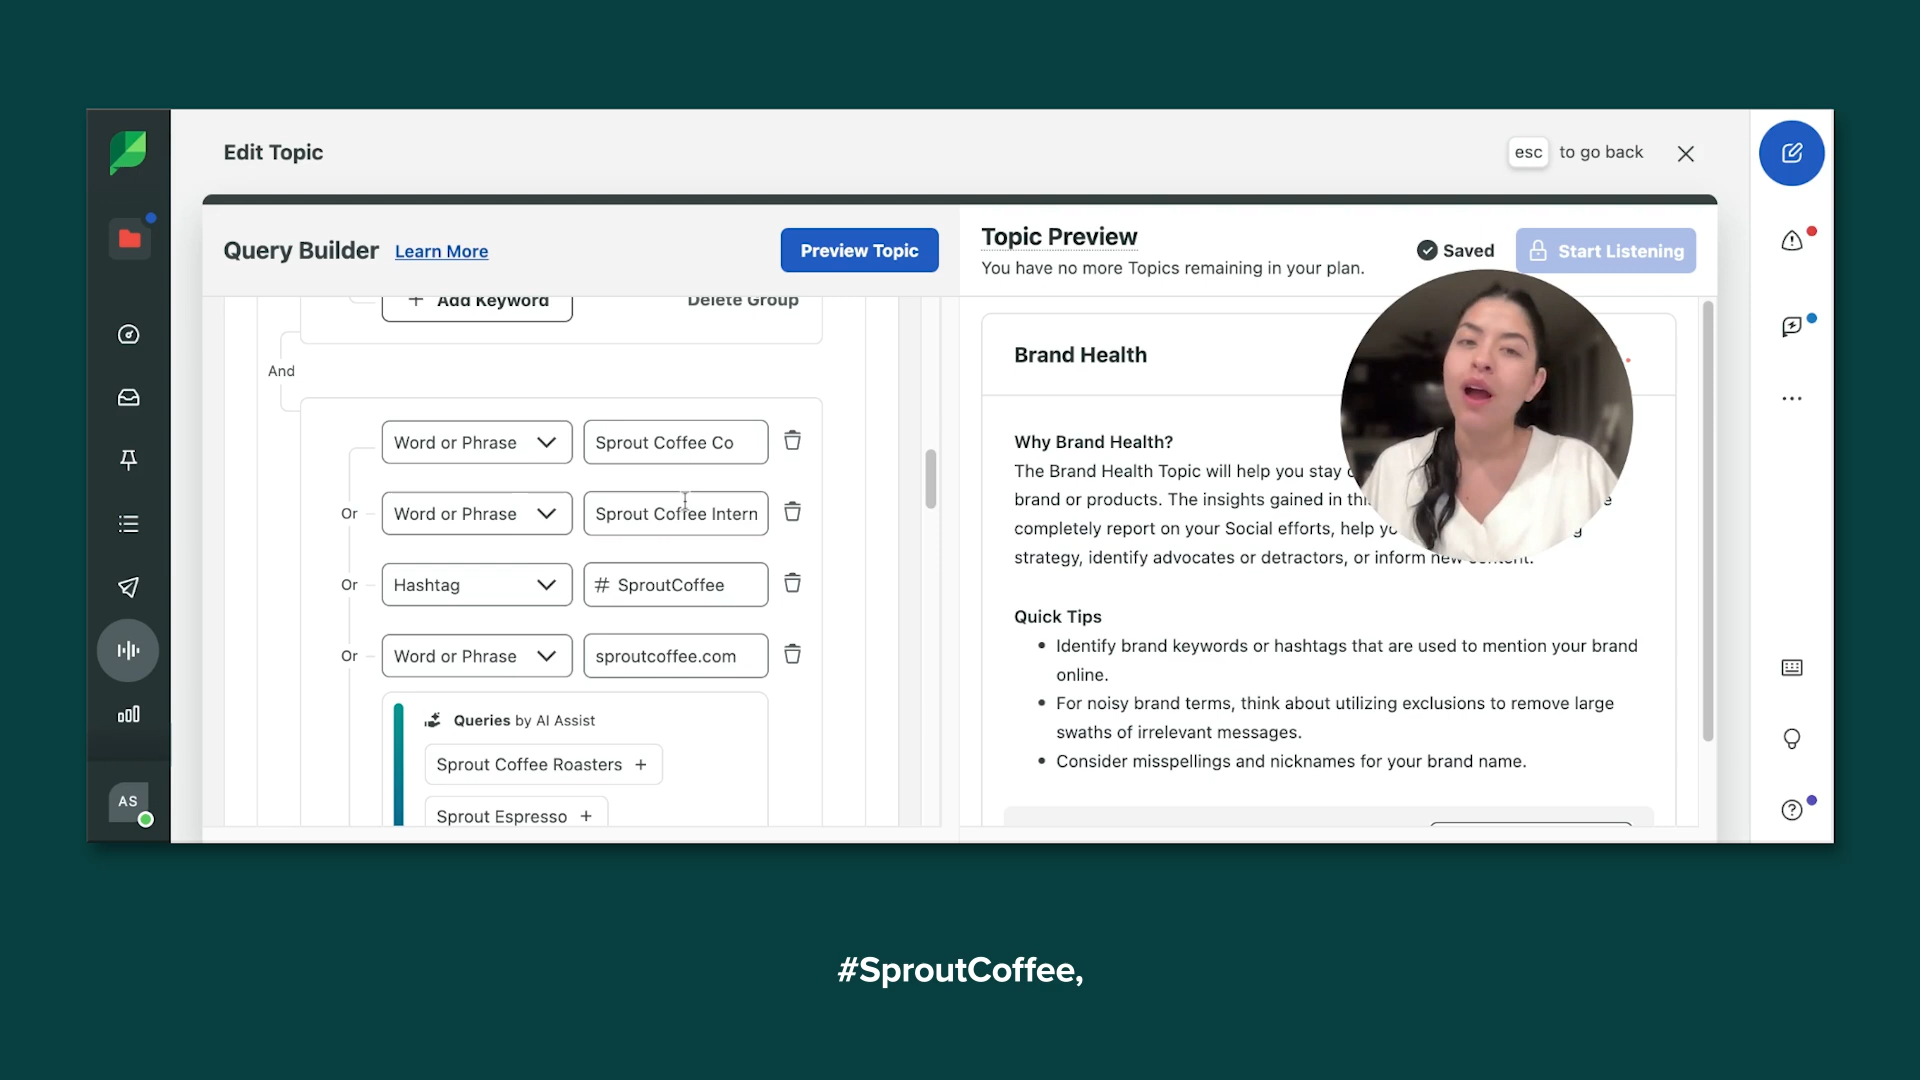 Edit Topic
esc to go back
Query Builder Learn More
Preview Topic
Topic Preview
You have no more Topics remaining in your plan.
Saved
Start Listening
Add Keyword
Delete Group
And
Word or Phrase
Sprout Coffee Co
Or
Word or Phrase
Sprout Coffee Intern
Or
Hashtag
# SproutCoffee
Or
Word or Phrase
sproutcoffee.com
Queries by AI Assist
Sprout Coffee Roasters +
Sprout Espresso +
Brand Health
Why Brand Health?
The Brand Health Topic will help you stay
brand or products. The insights gained in
completely report on your Social efforts, help
strategy, identify advocates or detractors, or inform new content.
Quick Tips
• Identify brand keywords or hashtags that are used to mention your brand
online.
• For noisy brand terms, think about utilizing exclusions to remove large
swaths of irrelevant messages.
• Consider misspellings and nicknames for your brand name.
AS
#SproutCoffee,